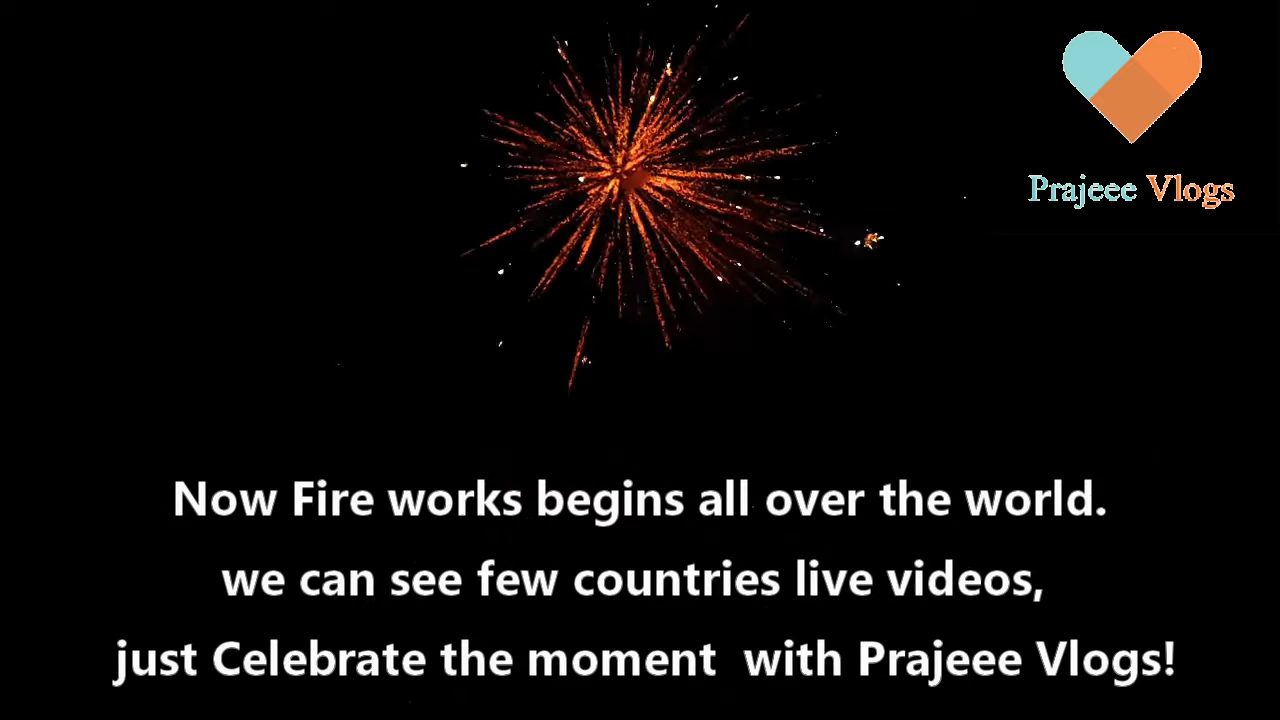 Prajeee Vlogs
Now Fire works begins all over the world.
we can see few countries live videos,
just Celebrate the moment  with Prajeee Vlogs!